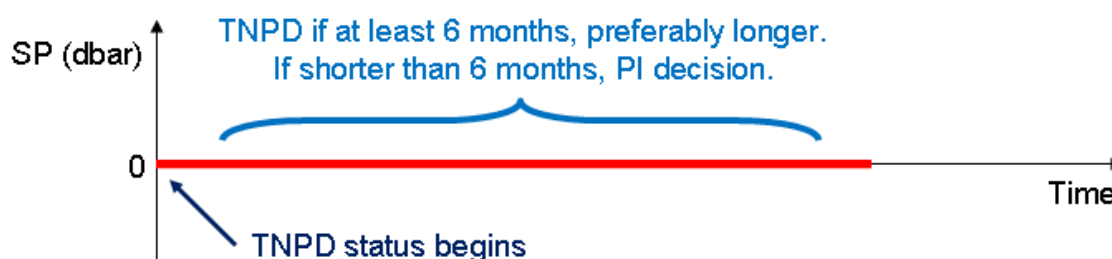 TNPD if at least 6 months, preferably longer.
If shorter than 6 months, PI decision.
SP (dbar)
0
Time
TNPD status begins